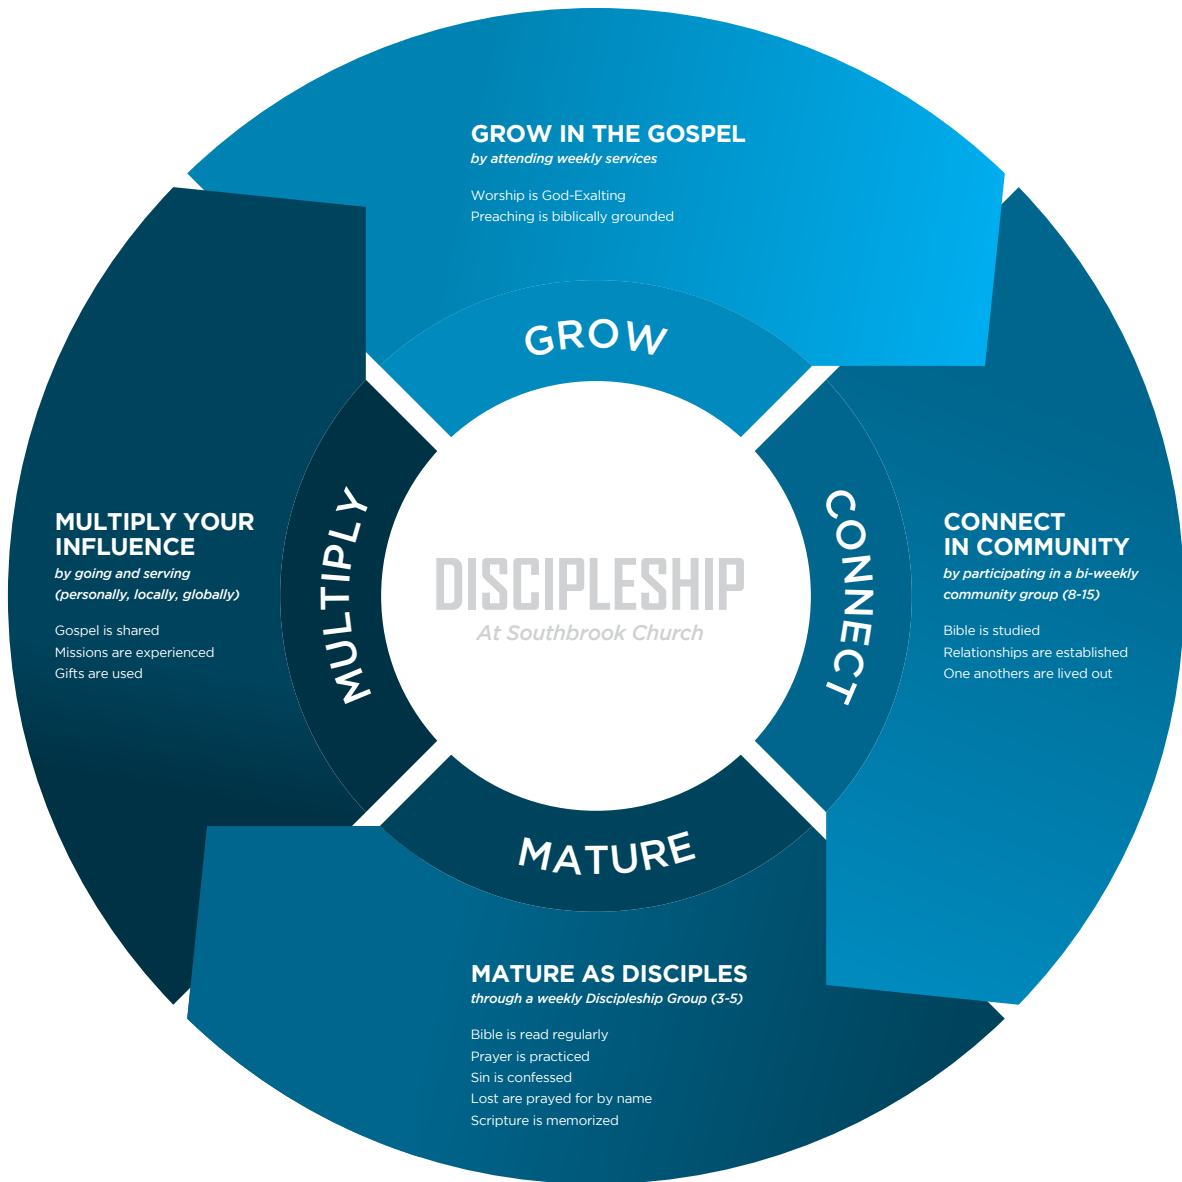 GROW IN THE GOSPEL
by attending weekly services
Worship is God-Exalting
Preaching is biblically grounded
GROW
CONNECT
CONNECT
IN COMMUNITY
by participating in a bi-weekly
community group (8-15)
Bible is studied
Relationships are established
One anothers are lived out
MATURE
MATURE AS DISCIPLES
through a weekly Discipleship Group (3-5)
Bible is read regularly
Prayer is practiced
Sin is confessed
Lost are prayed for by name
Scripture is memorized
MULTIPLY
MULTIPLY YOUR
INFLUENCE
by going and serving
(personally, locally, globally)
Gospel is shared
Missions are experienced
Gifts are used
DISCIPLESHIP
At Southbrook Church